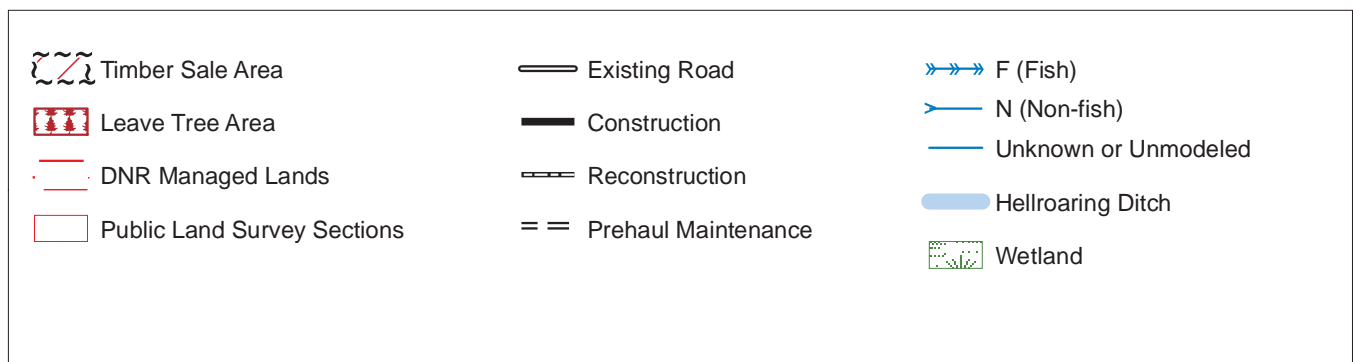 Timber Sale Area
Leave Tree Area
DNR Managed Lands
Public Land Survey Sections
Existing Road
Construction
Reconstruction
Prehaul Maintenance
F (Fish)
N (Non-fish)
Unknown or Unmodeled
Hellroaring Ditch
Wetland